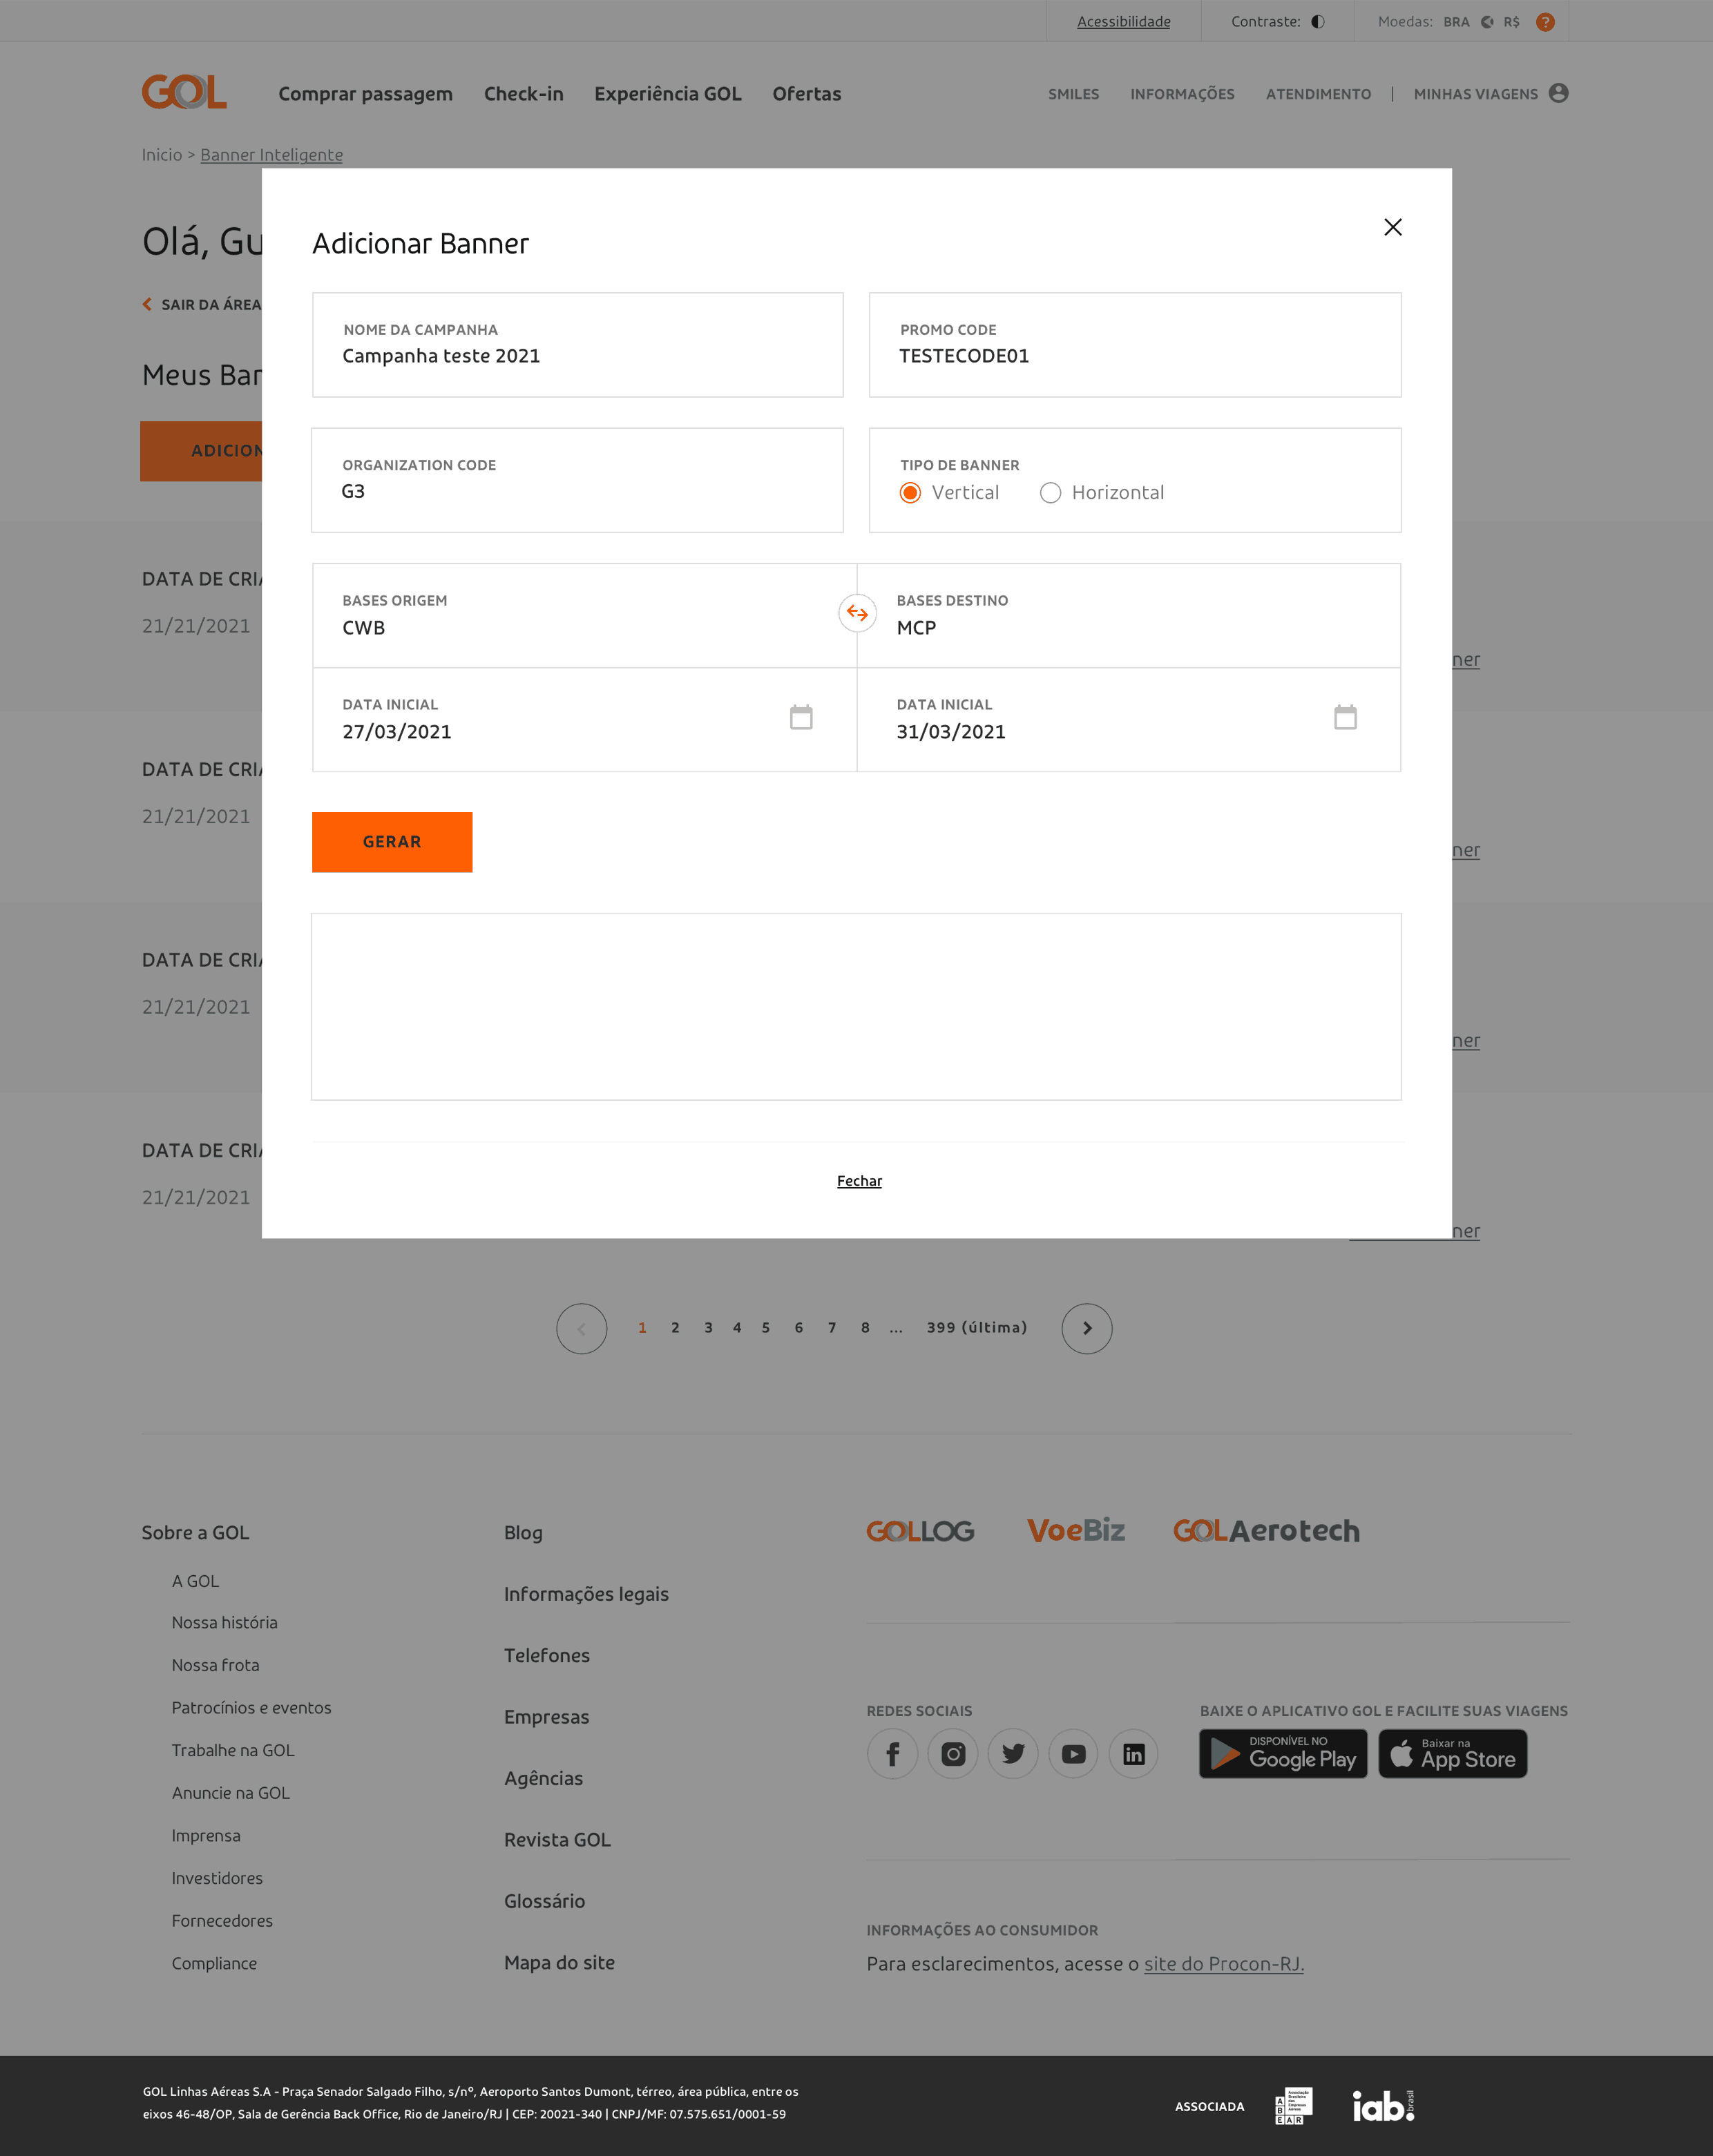 Acessibilidade
Contraste:
Moedas: BRA R$ ?
GOL
Comprar passagem Check-in Experiência GOL Ofertas
SMILES INFORMAÇÕES ATENDIMENTO | MINHAS VIAGENS
Inicio > Banner Inteligente
Olá, Gu
SAIR DA ÁREA
Meus Bar
ADICION
Adicionar Banner
NOME DA CAMPANHA
Campanha teste 2021
PROMO CODE
TESTECODE01
ORGANIZATION CODE
G3
TIPO DE BANNER
Vertical Horizontal
BASES ORIGEM
CWB
BASES DESTINO
MCP
DATA INICIAL
27/03/2021
DATA INICIAL
31/03/2021
GERAR
Fechar
DATA DE CRIA
21/21/2021
ner
DATA DE CRIA
21/21/2021
ner
DATA DE CRIA
21/21/2021
ner
DATA DE CRIA
21/21/2021
ner
1 2 3 4 5 6 7 8 ... 399 (última)
Sobre a GOL
A GOL
Nossa história
Nossa frota
Patrocínios e eventos
Trabalhe na GOL
Anuncie na GOL
Imprensa
Investidores
Fornecedores
Compliance
Blog
Informações legais
Telefones
Empresas
Agências
Revista GOL
Glossário
Mapa do site
GOLLOG VoeBiz GOLAerotech
REDES SOCIAIS
BAIXE O APLICATIVO GOL E FACILITE SUAS VIAGENS
DISPONÍVEL NO
Google Play
Baixar na
App Store
INFORMAÇÕES AO CONSUMIDOR
Para esclarecimentos, acesse o site do Procon-RJ.
GOL Linhas Aéreas S.A - Praça Senador Salgado Filho, s/nº, Aeroporto Santos Dumont, térreo, área pública, entre os
eixos 46-48/OP, Sala de Gerência Back Office, Rio de Janeiro/RJ | CEP: 20021-340 | CNPJ/MF: 07.575.651/0001-59
ASSOCIADA
ABEAR
Associação
Brasileira
das
Empresas
Aéreas
iab.brasil